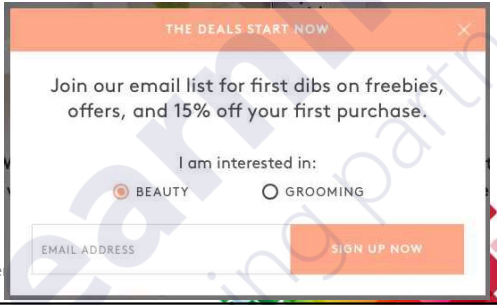 THE DEALS START NOW
Join our email list for first dibs on freebies,
offers, and 15% off your first purchase.
I am interested in:
BEAUTY
GROOMING
EMAIL ADDRESS
SIGN UP NOW